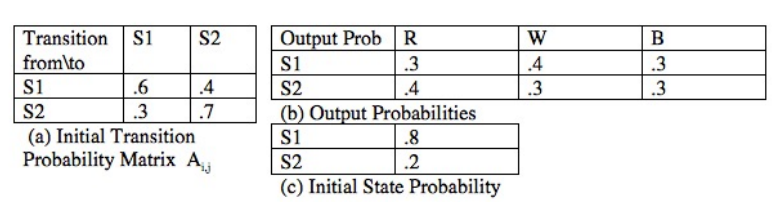 Transition from\to S1 S2
S1 .6 .4
S2 .3 .7
(a) Initial Transition
Probability Matrix A i,j
Output Prob R W B
S1 .3 .4 .3
S2 .4 .3 .3
(b) Output Probabilities
S1 .8
S2 .2
(c) Initial State Probability